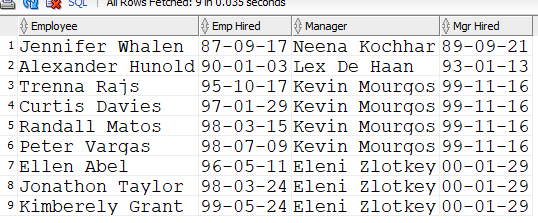 SQL | All Rows Fetched: 9 in 0.035 seconds
Employee Emp Hired Manager Mgr Hired
1 Jennifer Whalen 87-09-17 Neena Kochhar 89-09-21
2 Alexander Hunold 90-01-03 Lex De Haan 93-01-13
3 Trenna Rajs 95-10-17 Kevin Mourgos 99-11-16
4 Curtis Davies 97-01-29 Kevin Mourgos 99-11-16
5 Randall Matos 98-03-15 Kevin Mourgos 99-11-16
6 Peter Vargas 98-07-09 Kevin Mourgos 99-11-16
7 Ellen Abel 96-05-11 Eleni Zlotkey 00-01-29
8 Jonathon Taylor 98-03-24 Eleni Zlotkey 00-01-29
9 Kimberely Grant 99-05-24 Eleni Zlotkey 00-01-29